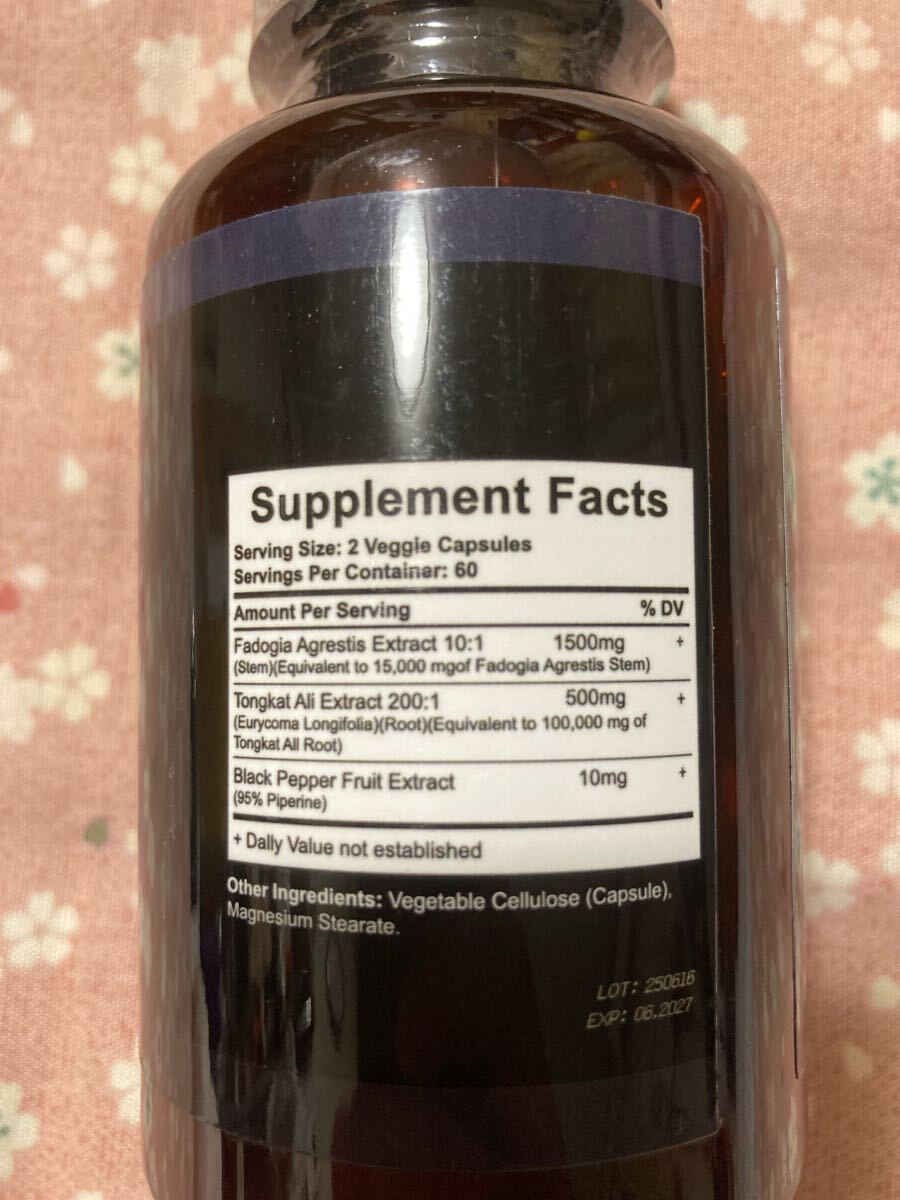 Supplement Facts
Serving Size: 2 Veggie Capsules
Servings Per Container: 60
Amount Per Serving % DV
Fadogia Agrestis Extract 10:1 1500mg +
(Stem)(Equivalent to 15,000 mgof Fadogia Agrestis Stem)
Tongkat Ali Extract 200:1 500mg +
(Eurycoma Longifolia)(Root)(Equivalent to 100,000 mg of
Tongkat All Root)
Black Pepper Fruit Extract 10mg +
(95% Piperine)
+ Dally Value not established
Other Ingredients: Vegetable Cellulose (Capsule),
Magnesium Stearate.
LOT: 250616
EXP: 06.2027